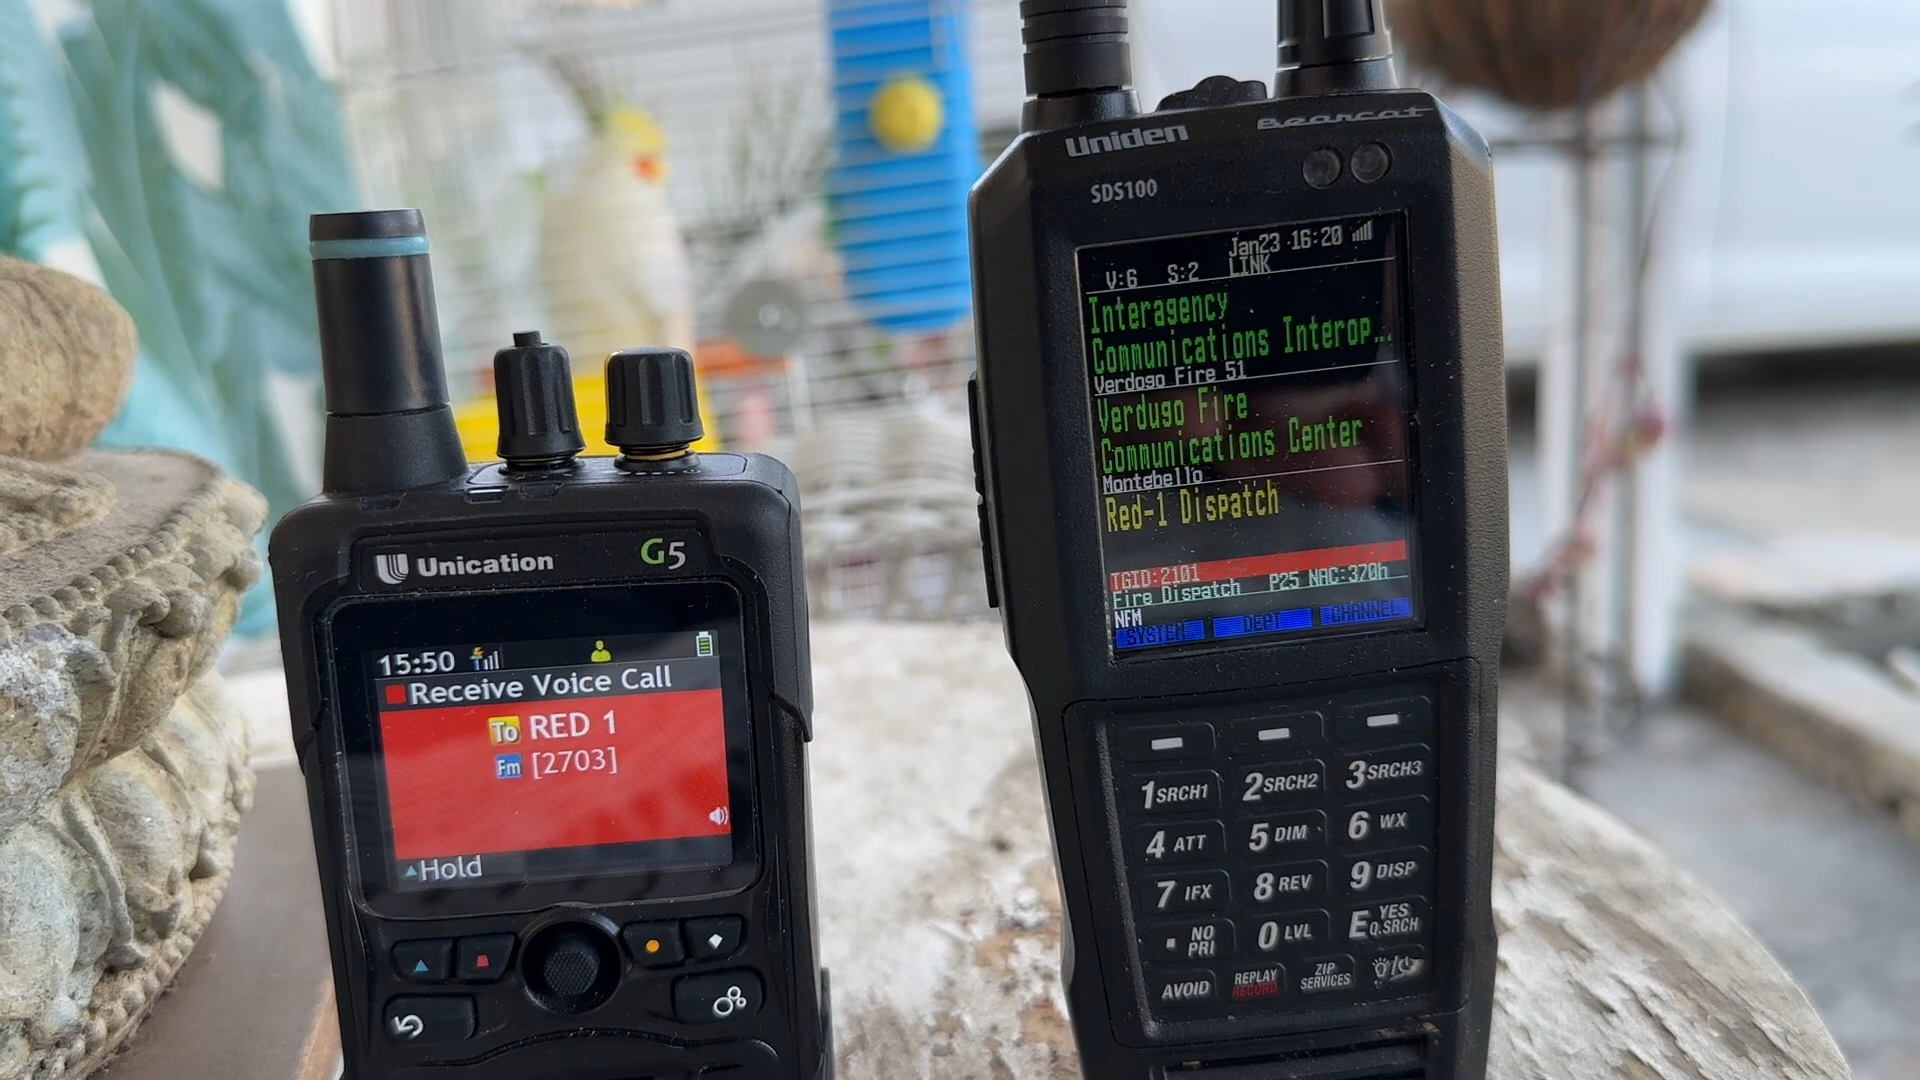 Unication G5
15:50
Receive Voice Call
To RED 1
Fm [2703]
Hold
Uniden Bearcat
SDS100
Jan23 16:20
V:6 S:2 LINK
Interagency
Communications Interop...
Verdogo Fire 51
Verdugo Fire
Communications Center
Montebello
Red-1 Dispatch
TGID:2101
Fire Dispatch P25 NAC:370h
NFM
SYSTEM DEPT CHANNEL
1 SRCH1 2 SRCH2 3 SRCH3
4 ATT 5 DIM 6 WX
7 IFX 8 REV 9 DISP
. NO PRI 0 LVL E YES Q.SRCH
AVOID REPLAY RECORD ZIP SERVICES